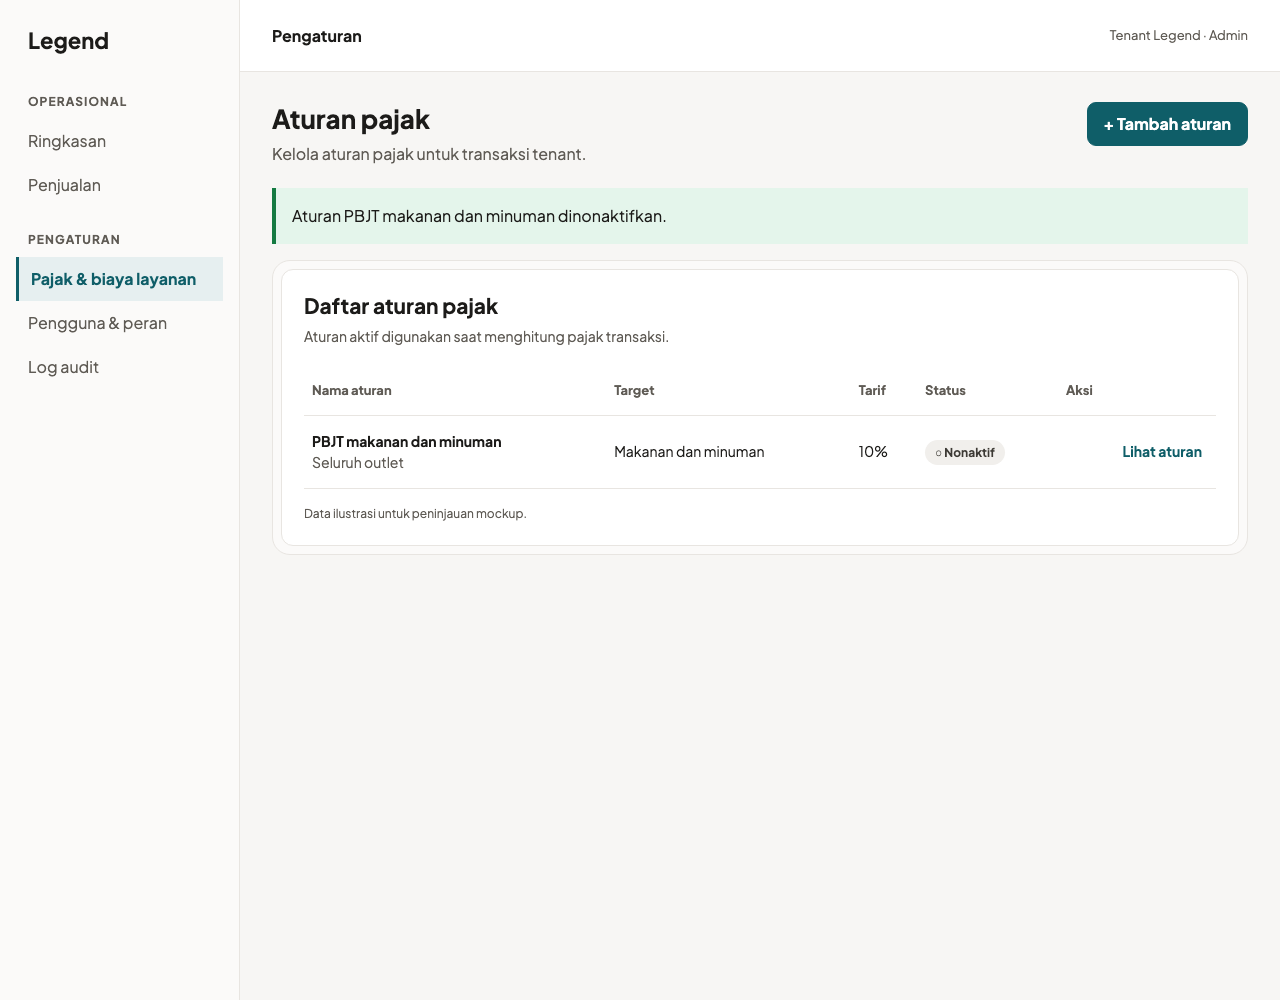 Legend
OPERASIONAL
Ringkasan
Penjualan
PENGATURAN
Pajak & biaya layanan
Pengguna & peran
Log audit
Pengaturan
Tenant Legend · Admin
Aturan pajak
Kelola aturan pajak untuk transaksi tenant.
+ Tambah aturan
Aturan PBJT makanan dan minuman dinonaktifkan.
Daftar aturan pajak
Aturan aktif digunakan saat menghitung pajak transaksi.
Nama aturan Target Tarif Status Aksi
PBJT makanan dan minuman
Seluruh outlet
Makanan dan minuman 10% ○ Nonaktif Lihat aturan
Data ilustrasi untuk peninjauan mockup.